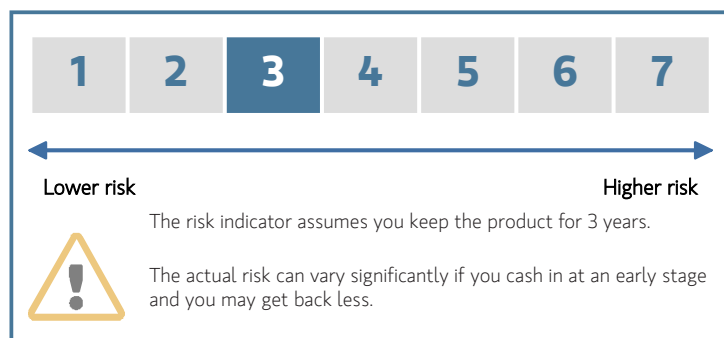 1 2 3 4 5 6 7
Lower risk Higher risk
The risk indicator assumes you keep the product for 3 years.
The actual risk can vary significantly if you cash in at an early stage
and you may get back less.
!